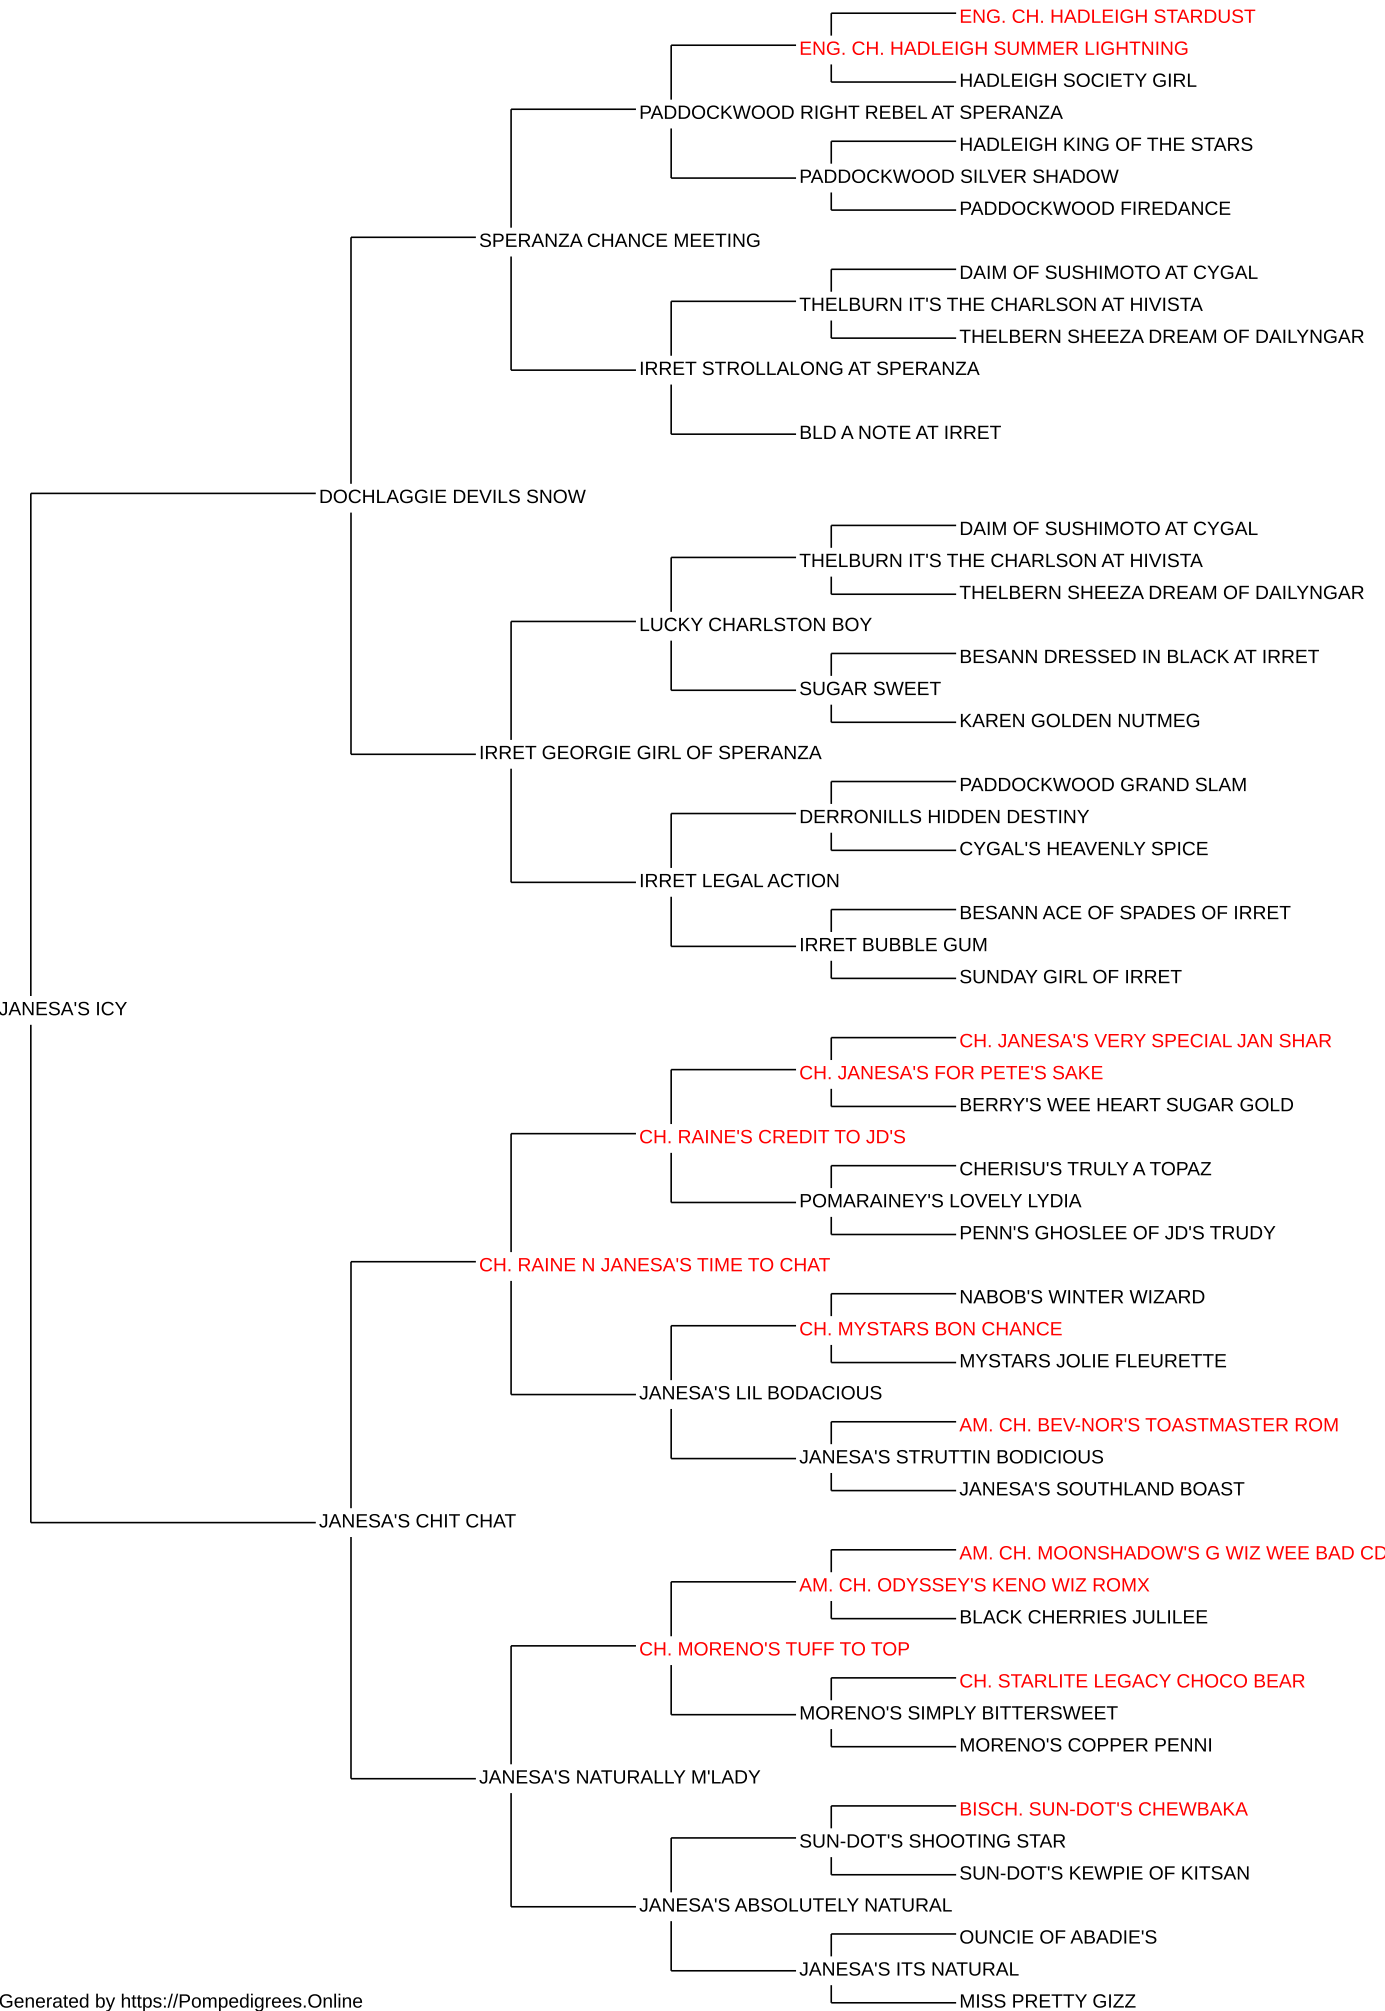 ENG. CH. HADLEIGH STARDUST
ENG. CH. HADLEIGH SUMMER LIGHTNING
HADLEIGH SOCIETY GIRL
PADDOCKWOOD RIGHT REBEL AT SPERANZA
HADLEIGH KING OF THE STARS
PADDOCKWOOD SILVER SHADOW
PADDOCKWOOD FIREDANCE
SPERANZA CHANCE MEETING
DAIM OF SUSHIMOTO AT CYGAL
THELBURN IT'S THE CHARLSON AT HIVISTA
THELBERN SHEEZA DREAM OF DAILYNGAR
IRRET STROLLALONG AT SPERANZA
BLD A NOTE AT IRRET
DOCHLAGGIE DEVILS SNOW
DAIM OF SUSHIMOTO AT CYGAL
THELBURN IT'S THE CHARLSON AT HIVISTA
THELBERN SHEEZA DREAM OF DAILYNGAR
LUCKY CHARLSTON BOY
BESANN DRESSED IN BLACK AT IRRET
SUGAR SWEET
KAREN GOLDEN NUTMEG
IRRET GEORGIE GIRL OF SPERANZA
PADDOCKWOOD GRAND SLAM
DERRONILLS HIDDEN DESTINY
CYGAL'S HEAVENLY SPICE
IRRET LEGAL ACTION
BESANN ACE OF SPADES OF IRRET
IRRET BUBBLE GUM
SUNDAY GIRL OF IRRET
JANESA'S ICY
CH. JANESA'S VERY SPECIAL JAN SHAR
CH. JANESA'S FOR PETE'S SAKE
BERRY'S WEE HEART SUGAR GOLD
CH. RAINE'S CREDIT TO JD'S
CHERISU'S TRULY A TOPAZ
POMARAINEY'S LOVELY LYDIA
PENN'S GHOSLEE OF JD'S TRUDY
CH. RAINE N JANESA'S TIME TO CHAT
NABOB'S WINTER WIZARD
CH. MYSTARS BON CHANCE
MYSTARS JOLIE FLEURETTE
JANESA'S LIL BODACIOUS
AM. CH. BEV-NOR'S TOASTMASTER ROM
JANESA'S STRUTTIN BODICIOUS
JANESA'S SOUTHLAND BOAST
JANESA'S CHIT CHAT
AM. CH. MOONSHADOW'S G WIZ WEE BAD CD
AM. CH. ODYSSEY'S KENO WIZ ROMX
BLACK CHERRIES JULILEE
CH. MORENO'S TUFF TO TOP
CH. STARLITE LEGACY CHOCO BEAR
MORENO'S SIMPLY BITTERSWEET
MORENO'S COPPER PENNI
JANESA'S NATURALLY M'LADY
BISCH. SUN-DOT'S CHEWBAKA
SUN-DOT'S SHOOTING STAR
SUN-DOT'S KEWPIE OF KITSAN
JANESA'S ABSOLUTELY NATURAL
OUNCIE OF ABADIE'S
JANESA'S ITS NATURAL
MISS PRETTY GIZZ
Generated by https://Pompedigrees.Online